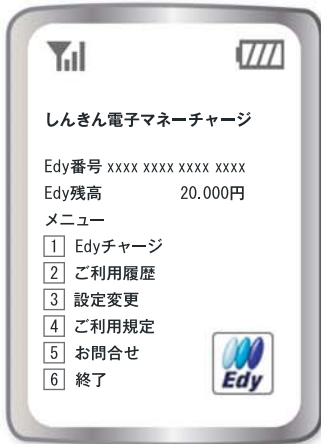 しんきん電子マネーチャージ
Edy番号 xxxx xxxx xxxx xxxx
Edy残高 20.000円
メニュー
1 Edyチャージ
2 ご利用履歴
3 設定変更
4 ご利用規定
5 お問合せ
6 終了
Edy